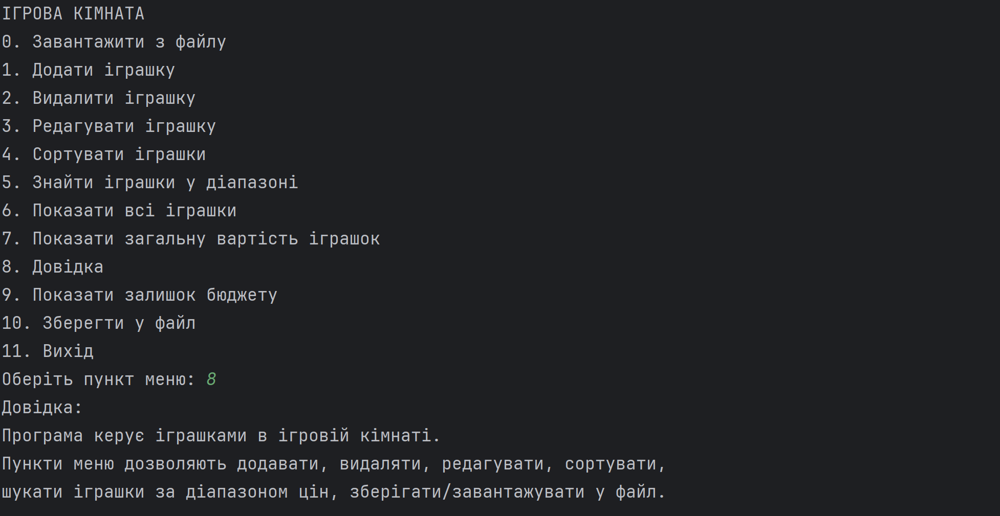 ІГРОВА КІМНАТА
0. Завантажити з файлу
1. Додати іграшку
2. Видалити іграшку
3. Редагувати іграшку
4. Сортувати іграшки
5. Знайти іграшки у діапазоні
6. Показати всі іграшки
7. Показати загальну вартість іграшок
8. Довідка
9. Показати залишок бюджету
10. Зберегти у файл
11. Вихід
Оберіть пункт меню: 8
Довідка:
Програма керує іграшками в ігровій кімнаті.
Пункти меню дозволяють додавати, видаляти, редагувати, сортувати,
шукати іграшки за діапазоном цін, зберігати/завантажувати у файл.